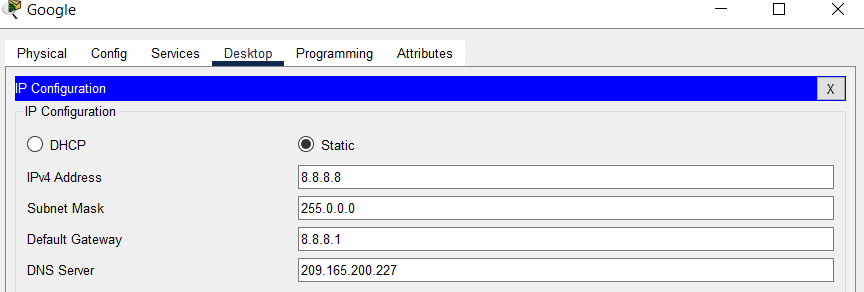 Google
Physical Config Services Desktop Programming Attributes
IP Configuration X
IP Configuration
DHCP Static
IPv4 Address 8.8.8.8
Subnet Mask 255.0.0.0
Default Gateway 8.8.8.1
DNS Server 209.165.200.227